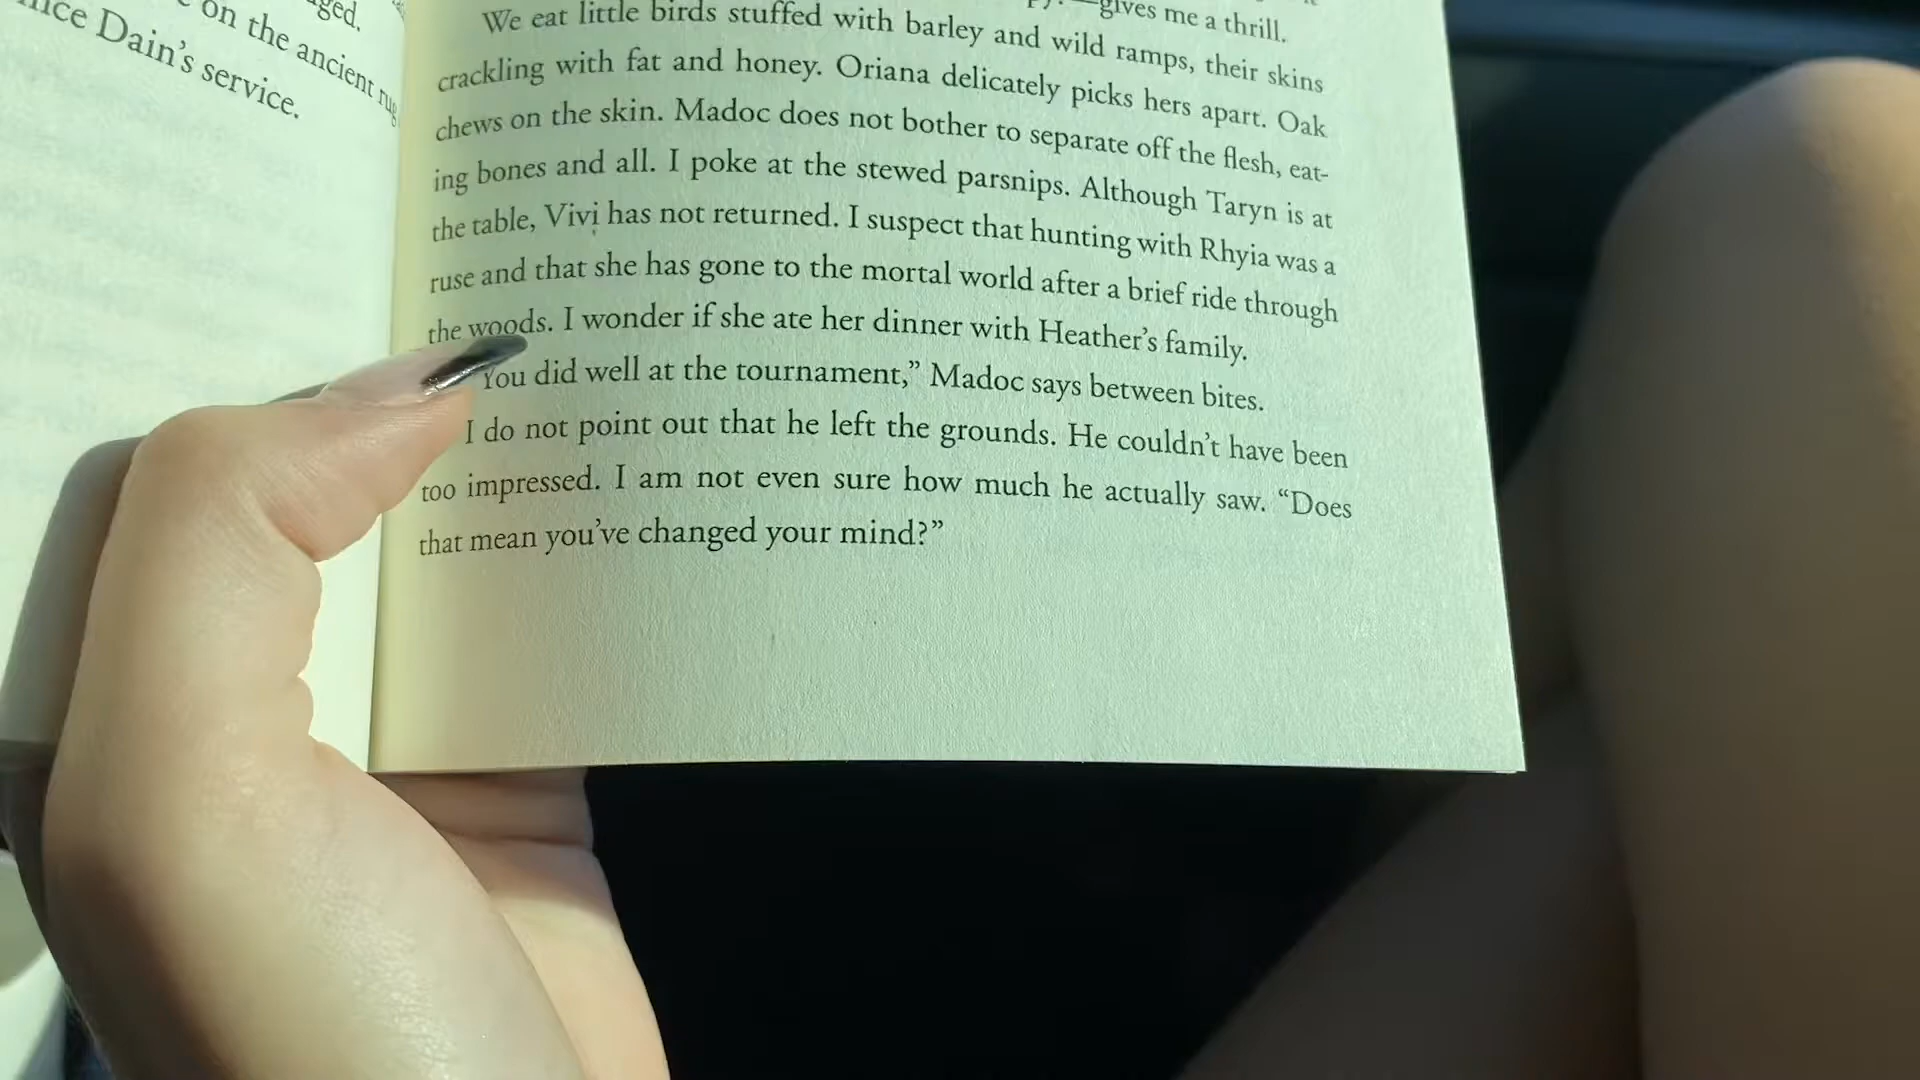 on the ancient rug
Dain's service.
gives me a thrill.
We eat little birds stuffed with barley and wild ramps, their skins
crackling with fat and honey. Oriana delicately picks hers apart. Oak
chews on the skin. Madoc does not bother to separate off the flesh, eat-
ing bones and all. I poke at the stewed parsnips. Although Taryn is at
the table, Vivi has not returned. I suspect that hunting with Rhyia was a
ruse and that she has gone to the mortal world after a brief ride through
the woods. I wonder if she ate her dinner with Heather's family.
You did well at the tournament,” Madoc says between bites.
I do not point out that he left the grounds. He couldn't have been
too impressed. I am not even sure how much he actually saw. “Does
that mean you've changed your mind?”